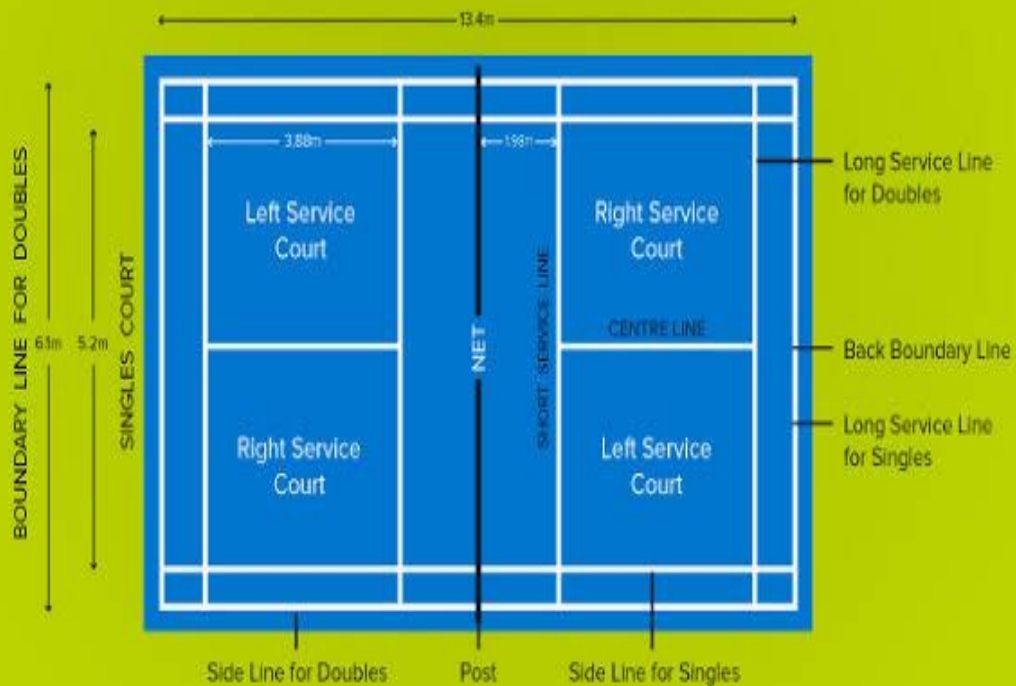 13.4m
3.88m
1.98m
Left Service
Court
Right Service
Court
Long Service Line
for Doubles
BOUNDARY LINE FOR DOUBLES
6.1m
5.2m
SINGLES COURT
NET
SHORT SERVICE LINE
CENTRE LINE
Back Boundary Line
Right Service
Court
Left Service
Court
Long Service Line
for Singles
Side Line for Doubles
Post
Side Line for Singles